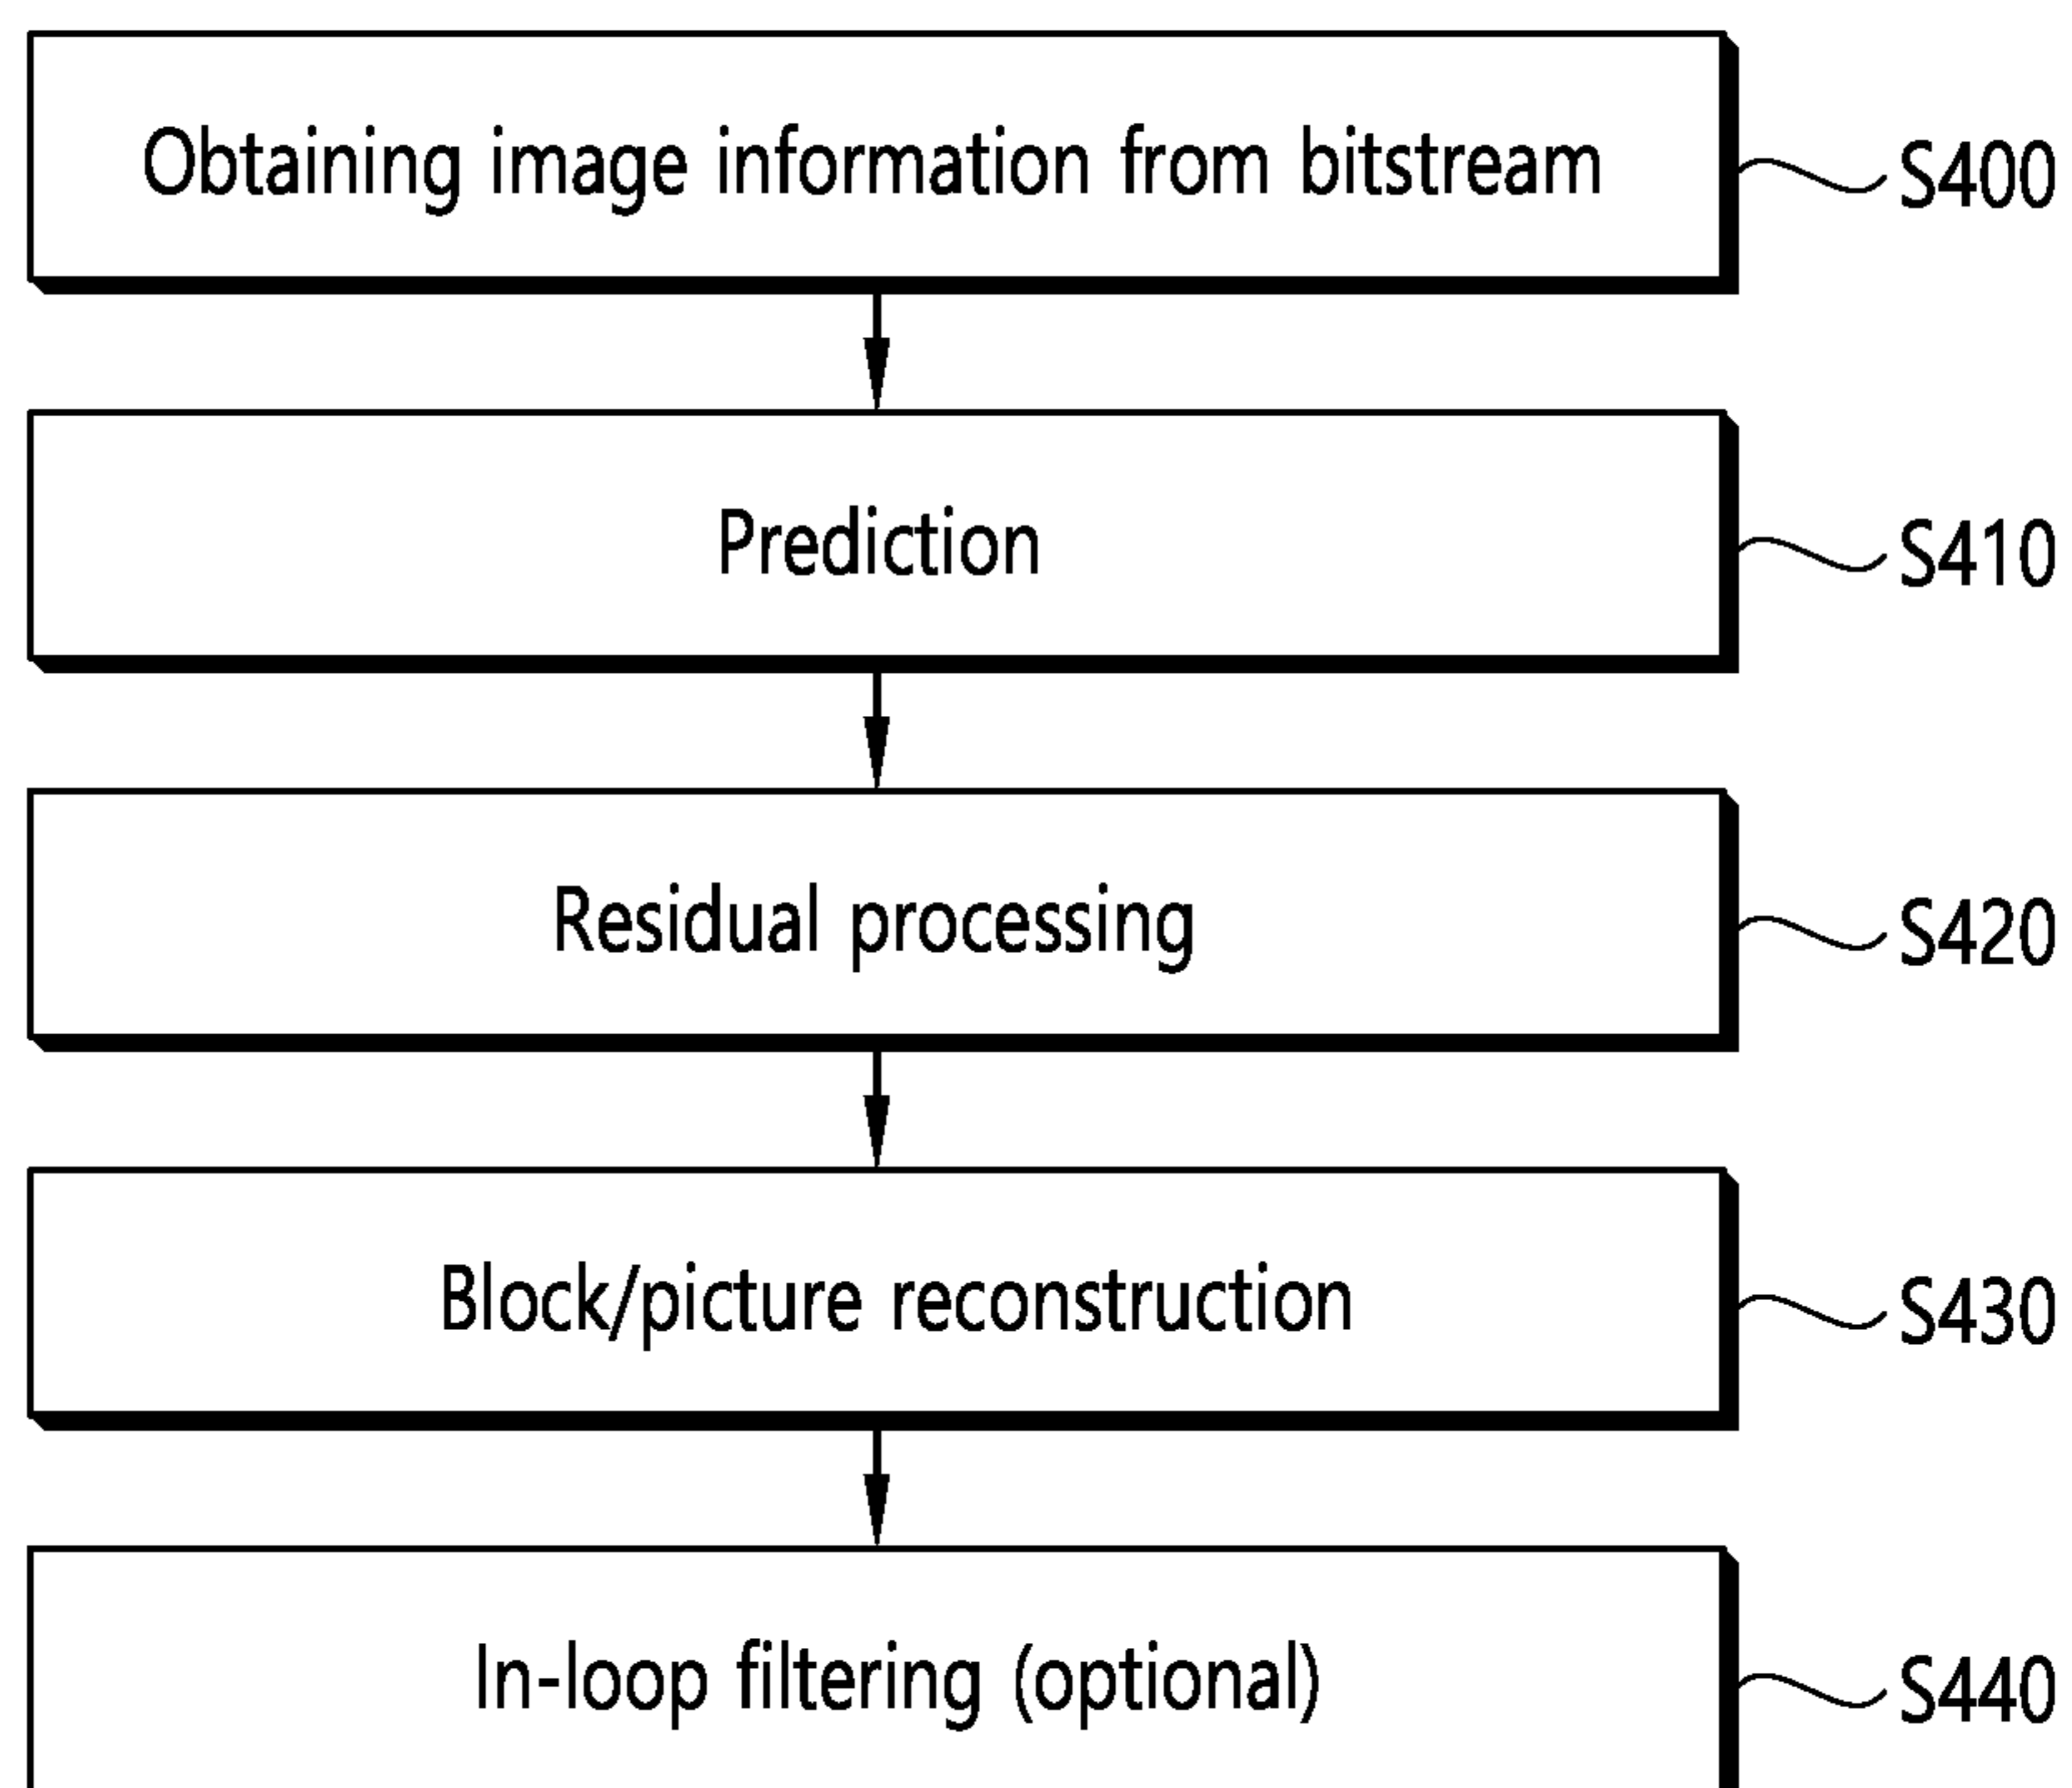 Obtaining image information from bitstream
S400
Prediction
S410
Residual processing
S420
Block/picture reconstruction
S430
In-loop filtering (optional)
S440